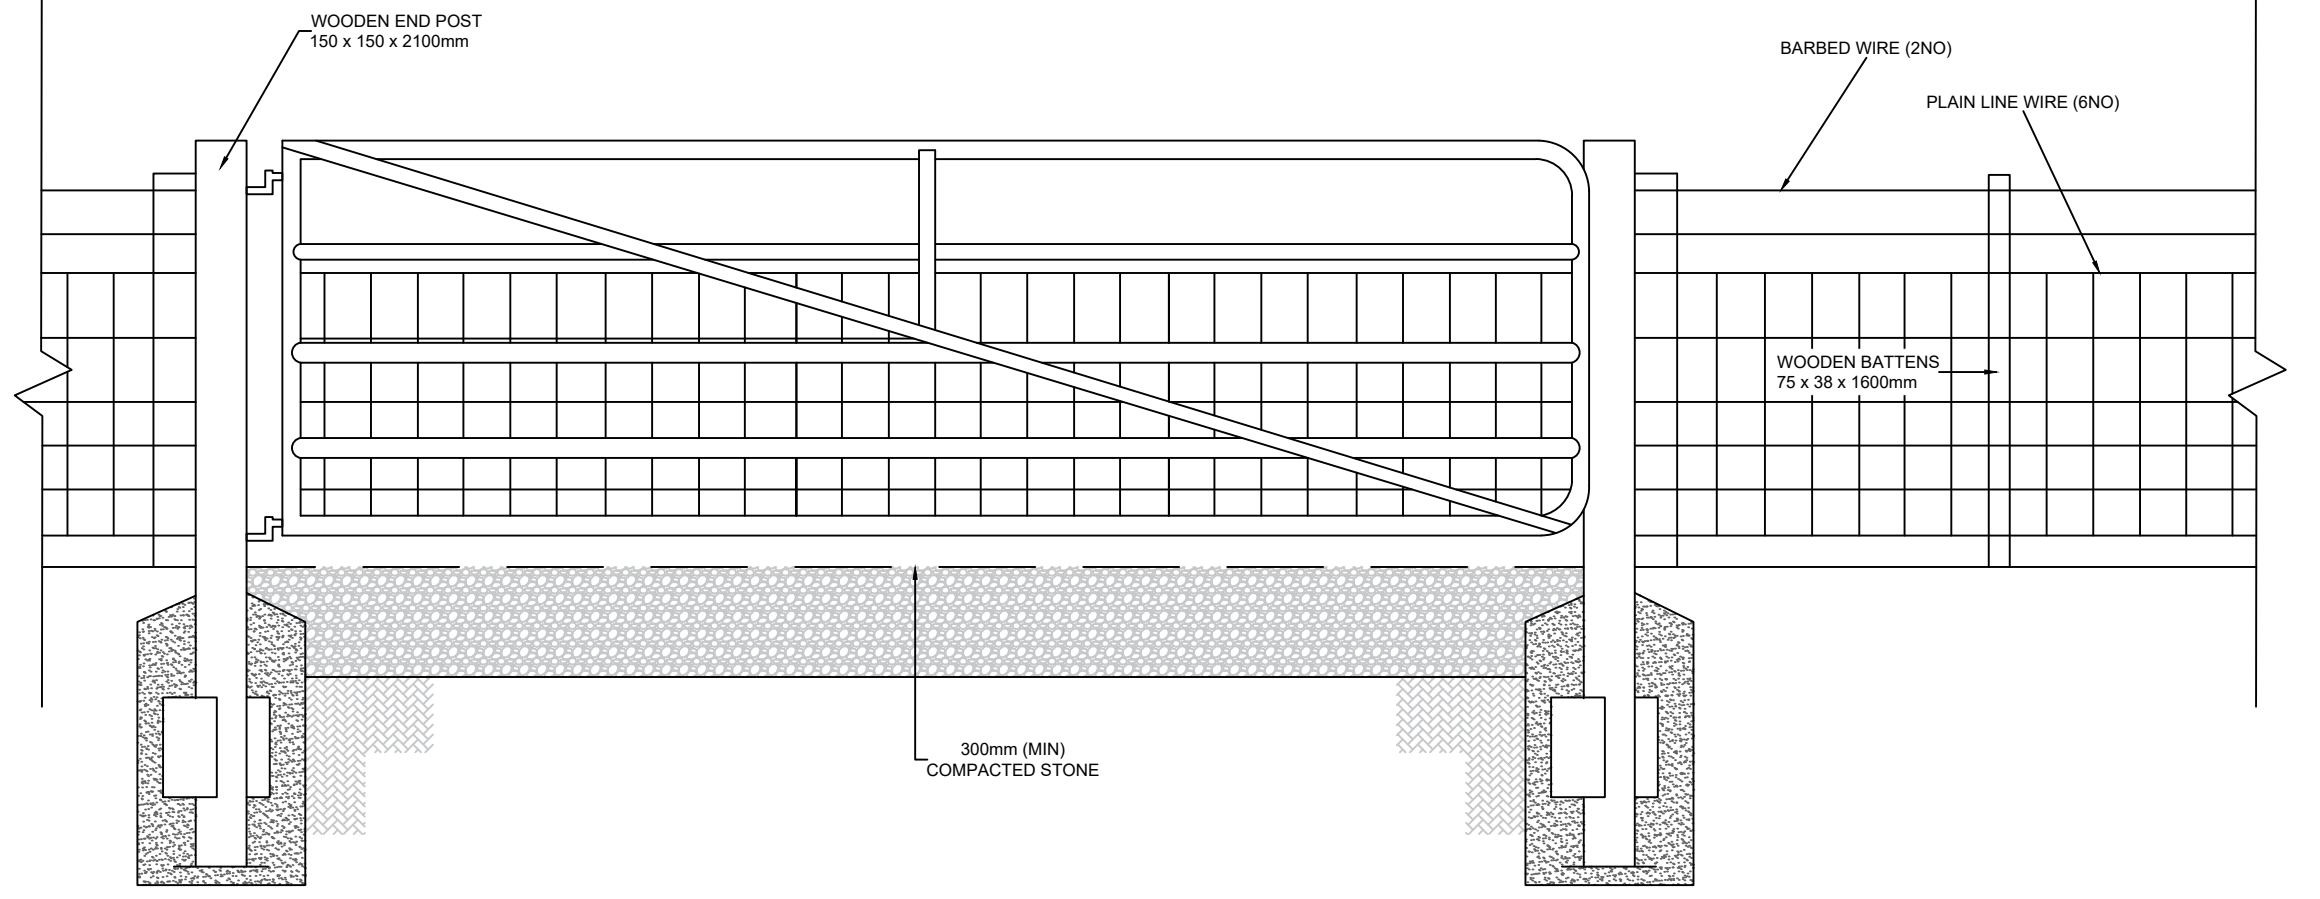 WOODEN END POST
150 x 150 x 2100mm
BARBED WIRE (2NO)
PLAIN LINE WIRE (6NO)
WOODEN BATTENS
75 x 38 x 1600mm
300mm (MIN)
COMPACTED STONE